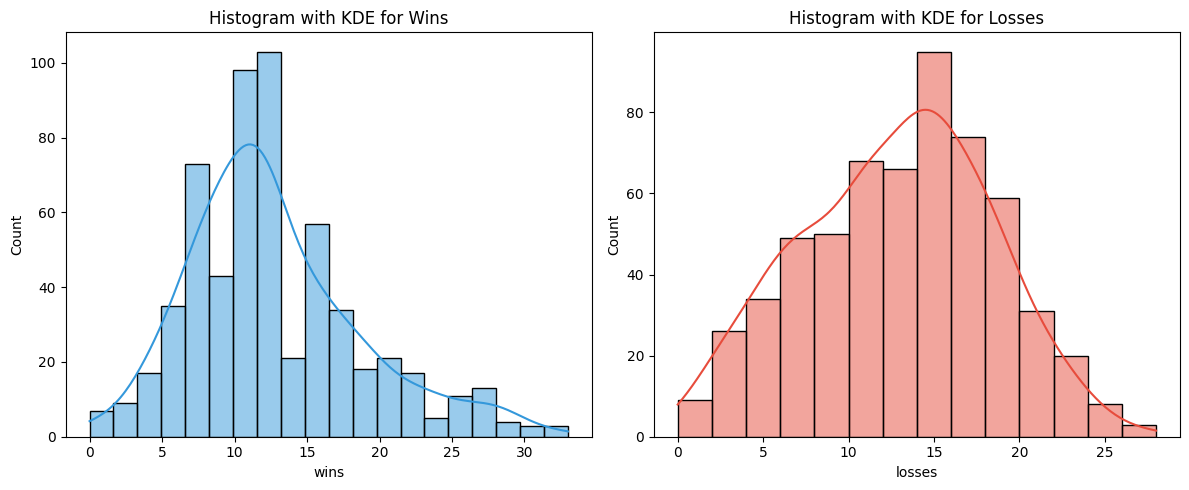 Histogram with KDE for Wins
Count
100
80
60
40
20
0
0 5 10 15 20 25 30
wins
Histogram with KDE for Losses
Count
80
60
40
20
0
0 5 10 15 20 25
losses